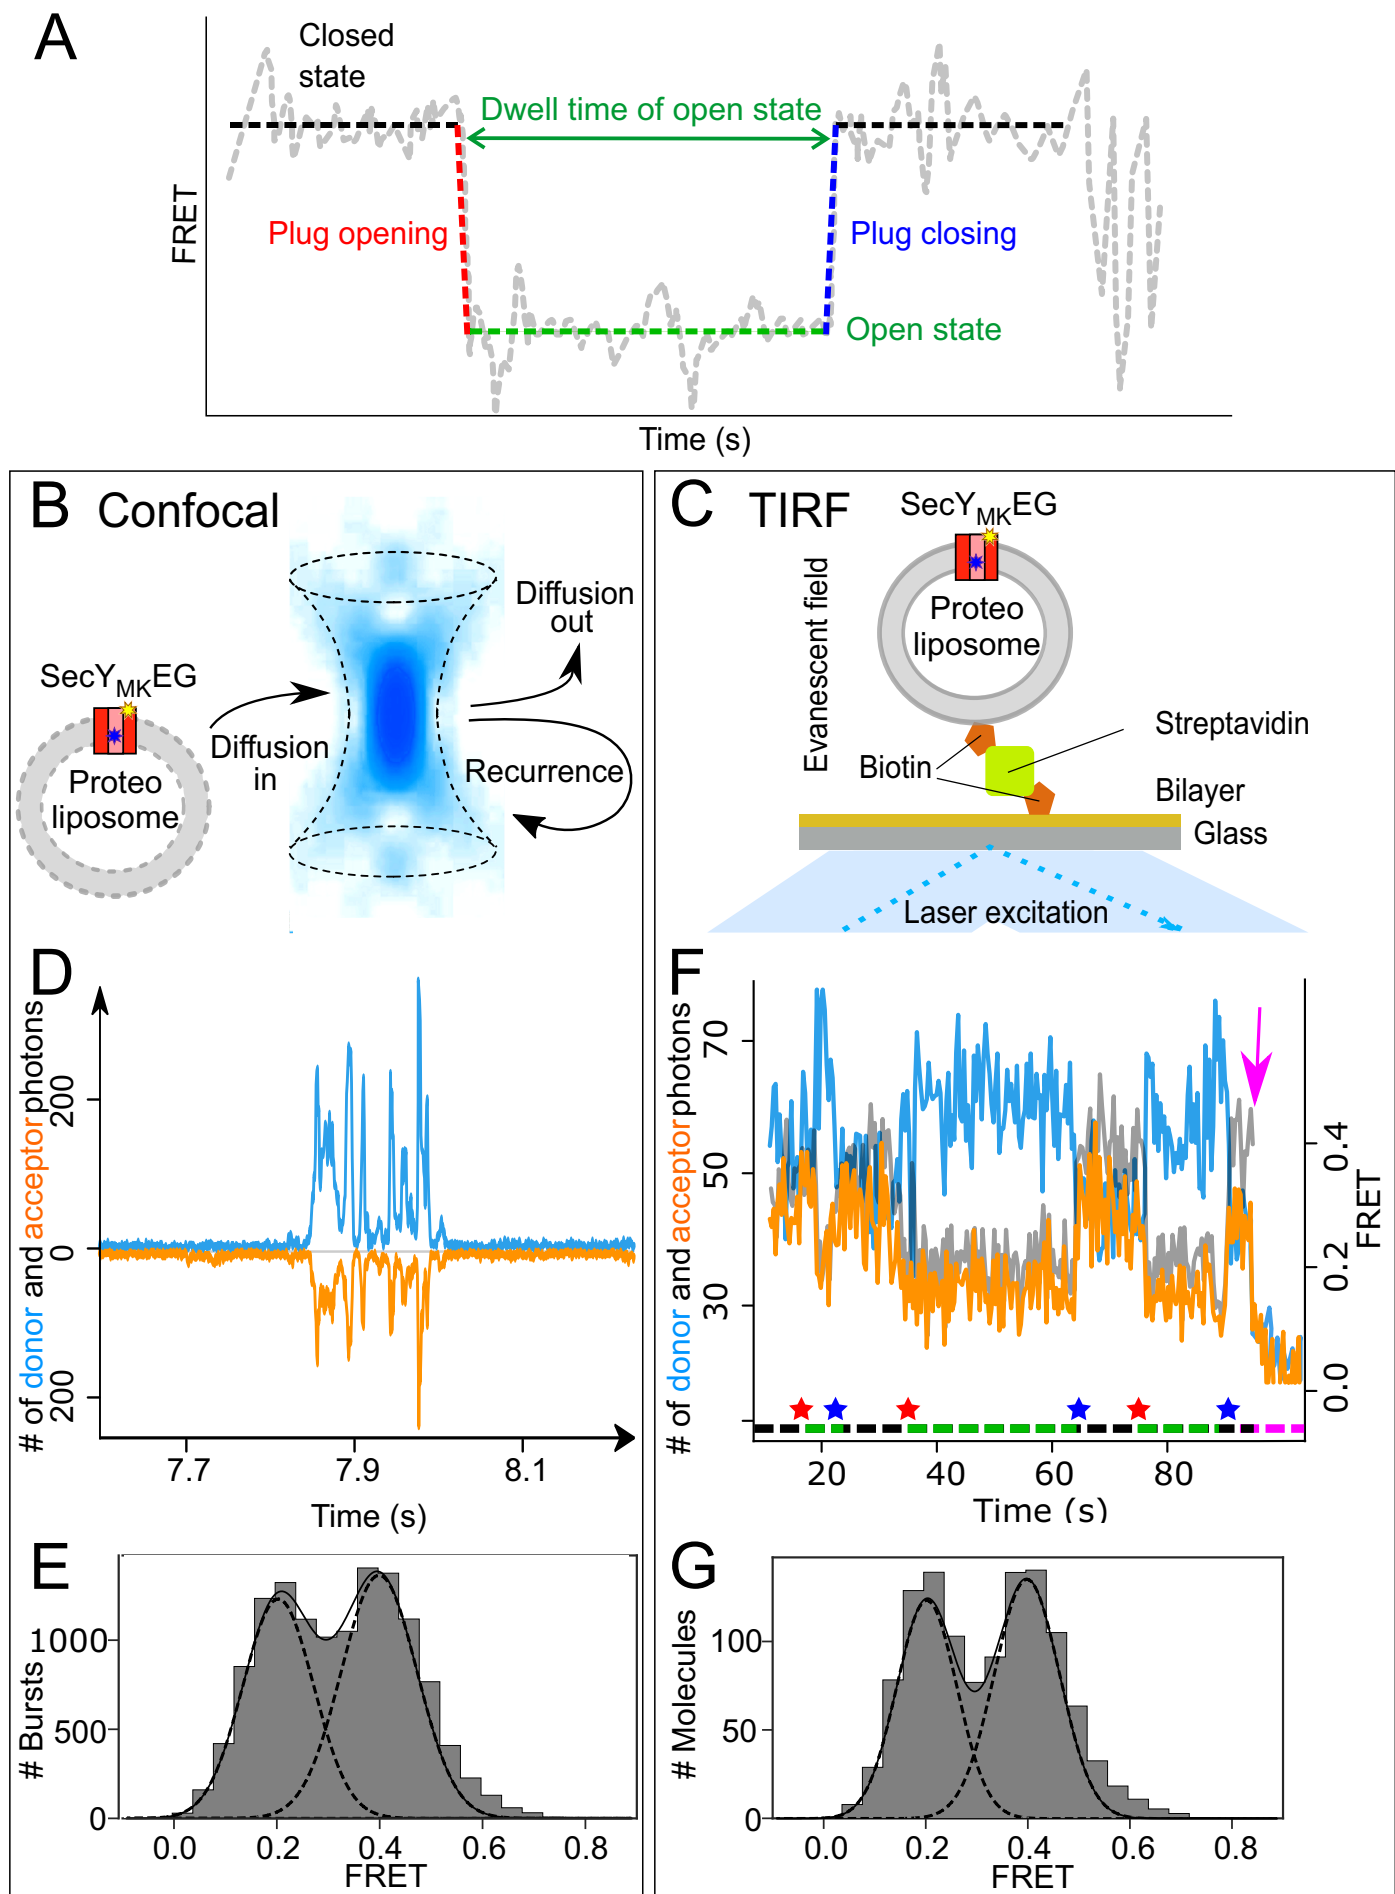 A
Closed
state
Dwell time of open state
Plug opening
Plug closing
Open state
FRET
Time (s)
B Confocal
SecYMKEG
Proteo
liposome
Diffusion
in
Diffusion
out
Recurrence
C TIRF
SecYMKEG
Evanescent field
Proteo
liposome
Streptavidin
Biotin
Bilayer
Glass
Laser excitation
D
# of donor and acceptor photons
200
0
200
7.7 7.9 8.1
Time (s)
F
# of donor and acceptor photons
70
50
30
0.4
0.2
0.0
FRET
20 40 60 80
Time (s)
E
# Bursts
1000
500
0
0.0 0.2 0.4 0.6 0.8
FRET
G
# Molecules
100
50
0
0.0 0.2 0.4 0.6 0.8
FRET